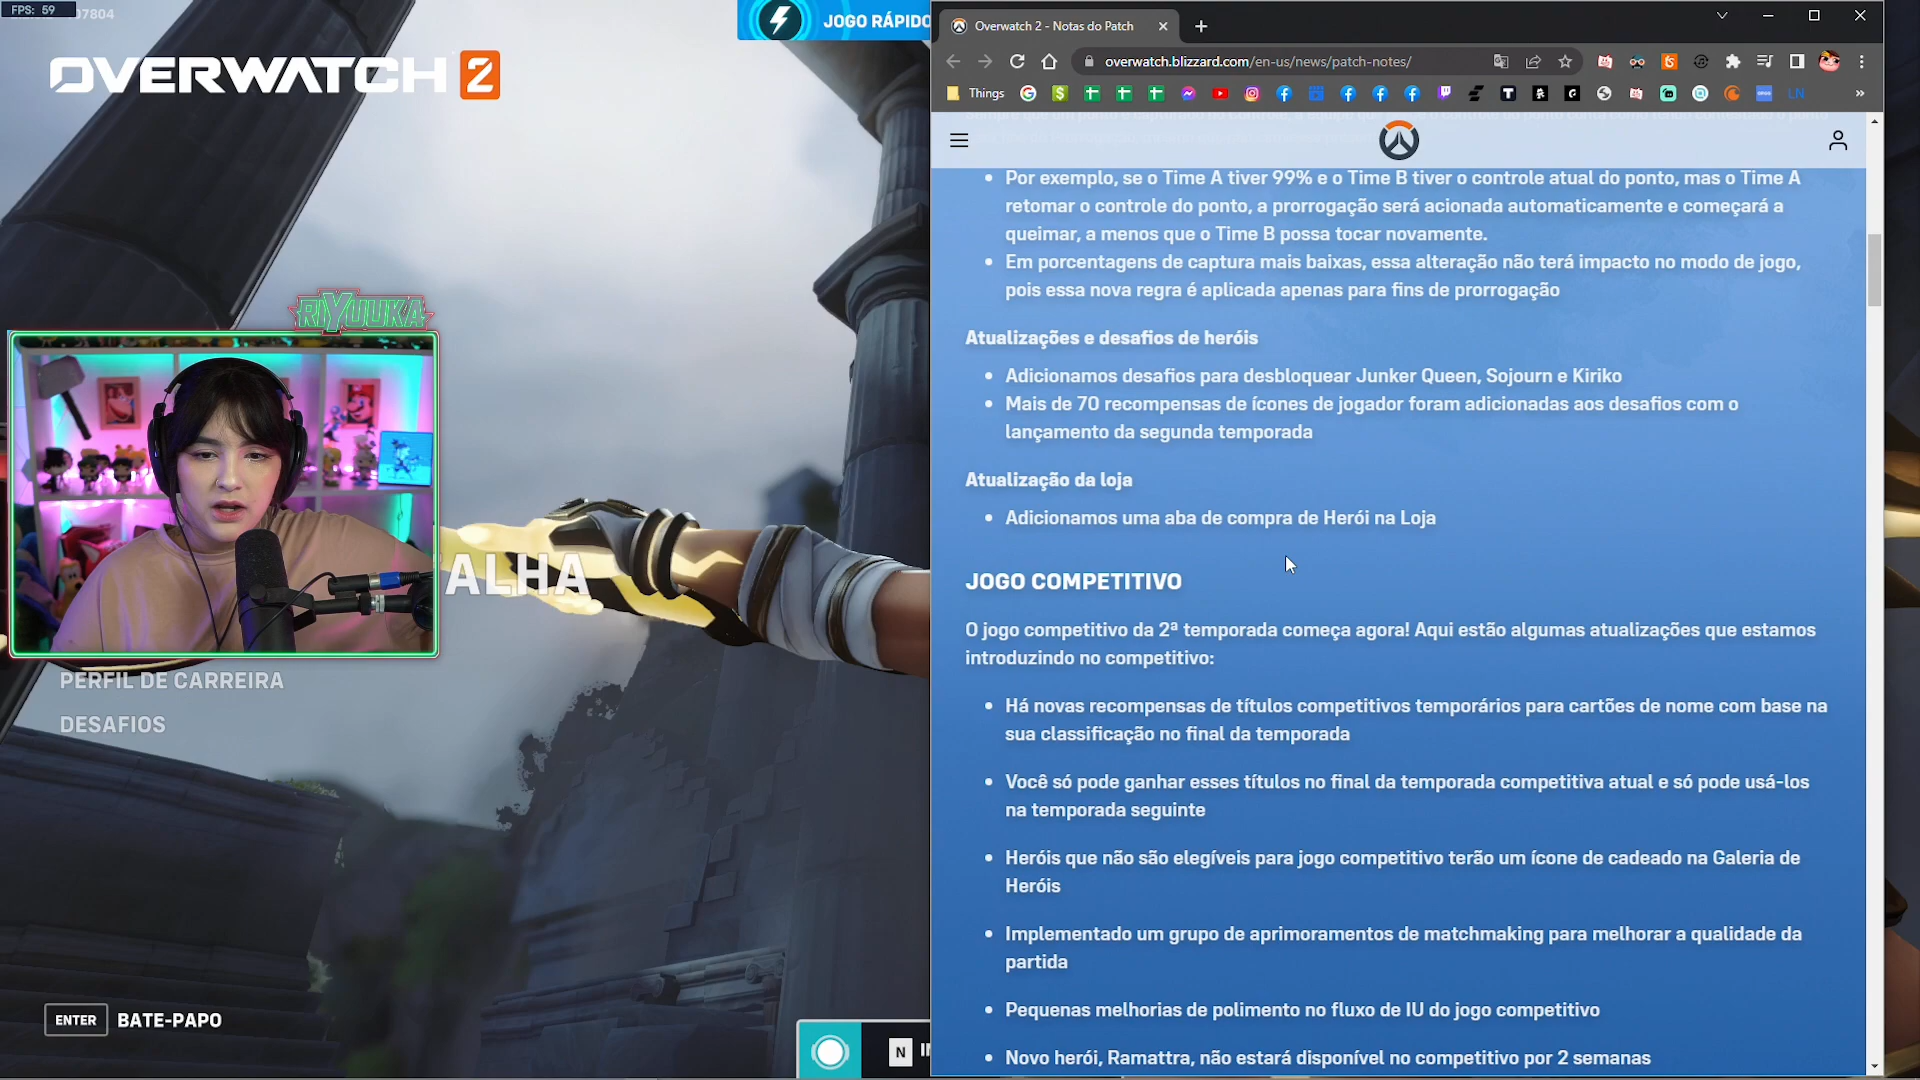 FPS: 59
07804
OVERWATCH 2
JOGO RÁPIDO
RIYUUKA
ALHA
PERFIL DE CARREIRA
DESAFIOS
ENTER BATE-PAPO
N
Overwatch 2 - Notas do Patch
overwatch.blizzard.com/en-us/news/patch-notes/
Things
LN
Por exemplo, se o Time A tiver 99% e o Time B tiver o controle atual do ponto, mas o Time A
retomar o controle do ponto, a prorrogação será acionada automaticamente e começará a
queimar, a menos que o Time B possa tocar novamente.
Em porcentagens de captura mais baixas, essa alteração não terá impacto no modo de jogo,
pois essa nova regra é aplicada apenas para fins de prorrogação
Atualizações e desafios de heróis
Adicionamos desafios para desbloquear Junker Queen, Sojourn e Kiriko
Mais de 70 recompensas de ícones de jogador foram adicionadas aos desafios com o
lançamento da segunda temporada
Atualização da loja
Adicionamos uma aba de compra de Herói na Loja
JOGO COMPETITIVO
O jogo competitivo da 2ª temporada começa agora! Aqui estão algumas atualizações que estamos
introduzindo no competitivo:
Há novas recompensas de títulos competitivos temporários para cartões de nome com base na
sua classificação no final da temporada
Você só pode ganhar esses títulos no final da temporada competitiva atual e só pode usá-los
na temporada seguinte
Heróis que não são elegíveis para jogo competitivo terão um ícone de cadeado na Galeria de
Heróis
Implementado um grupo de aprimoramentos de matchmaking para melhorar a qualidade da
partida
Pequenas melhorias de polimento no fluxo de IU do jogo competitivo
Novo herói, Ramattra, não estará disponível no competitivo por 2 semanas